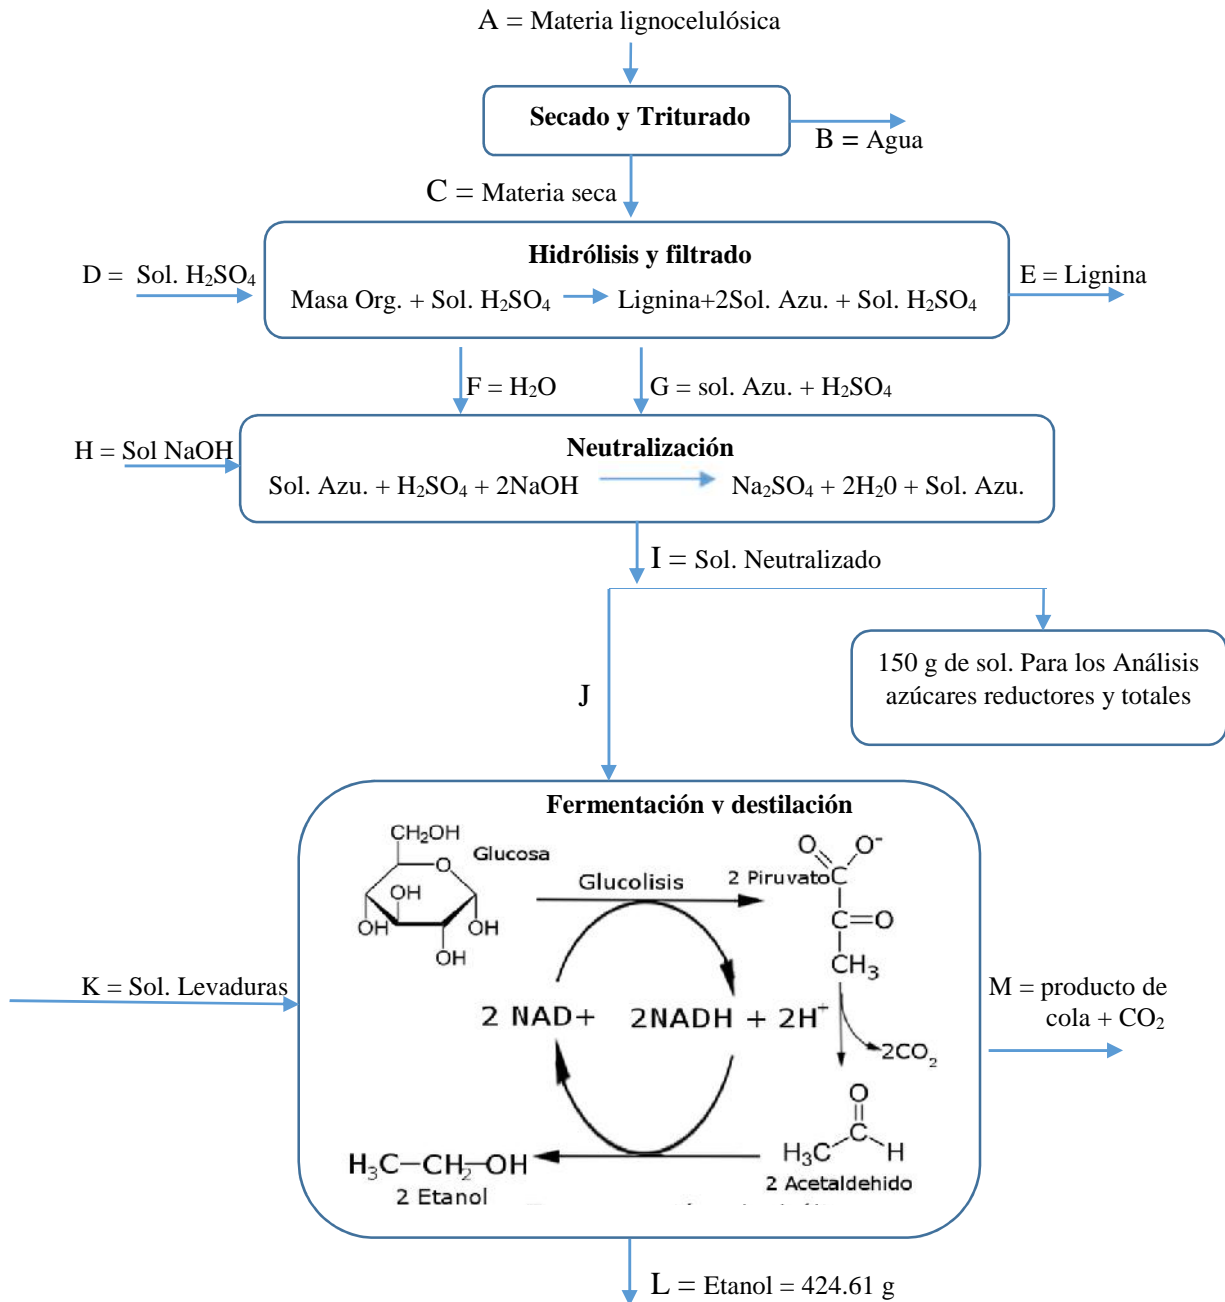 A = Materia lignocelulósica
Secado y Triturado
B = Agua
C = Materia seca
Hidrólisis y filtrado
D = Sol. H₂SO₄
Masa Org. + Sol. H₂SO₄
Lignina+2Sol. Azu. + Sol. H₂SO₄
E = Lignina
F = H₂O
G = sol. Azu. + H₂SO₄
H = Sol NaOH
Neutralización
Sol. Azu. + H₂SO₄ + 2NaOH
Na₂SO₄ + 2H₂0 + Sol. Azu.
I = Sol. Neutralizado
150 g de sol. Para los Análisis
azúcares reductores y totales
J
Fermentación y destilación
CH₂OH
O
OH
OH
OH
OH
Glucosa
Glucolisis
2 Piruvato
O
O⁻
C
C=O
CH₃
K = Sol. Levaduras
2 NAD+
2NADH + 2H⁺
2CO₂
M = producto de
cola + CO₂
O
H₃C
C
H
2 Acetaldehido
H₃C–CH₂–OH
2 Etanol
L = Etanol = 424.61 g